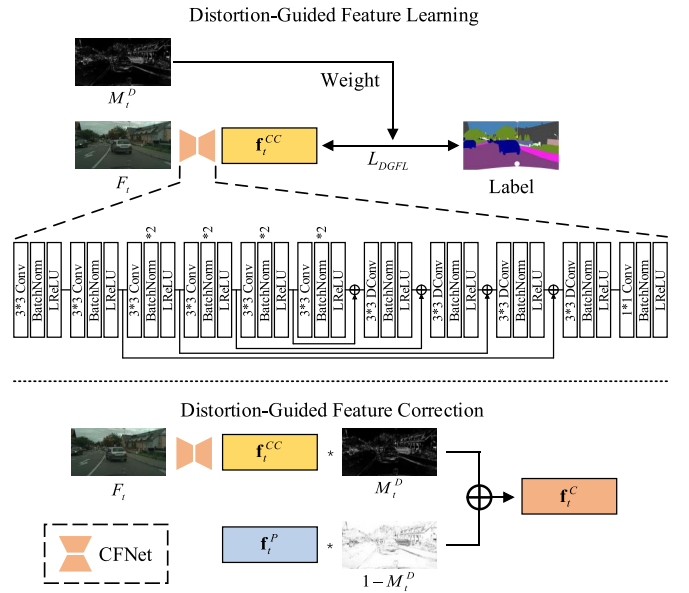 Distortion-Guided Feature Learning
M_t^D
Weight
F_t
f_t^{CC}
L_{DGFL}
Label
3*3 Conv
BatchNorm
LReLU
3*3 Conv
BatchNorm
LReLU
3*3 Conv
BatchNorm
LReLU
*2
3*3 Conv
BatchNorm
LReLU
*2
3*3 Conv
BatchNorm
LReLU
*2
3*3 Conv
BatchNorm
LReLU
*2
3*3 DConv
BatchNorm
LReLU
3*3 DConv
BatchNorm
LReLU
3*3 DConv
BatchNorm
LReLU
3*3 DConv
BatchNorm
LReLU
1*1 Conv
BatchNorm
LReLU
Distortion-Guided Feature Correction
F_t
f_t^{CC}
*
M_t^D
f_t^C
CFNet
f_t^P
*
1-M_t^D